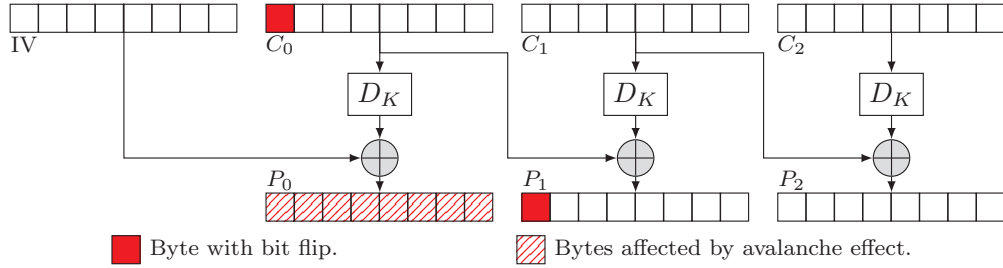 IV
C0
C1
C2
DK
DK
DK
P0
P1
P2
Byte with bit flip.
Bytes affected by avalanche effect.